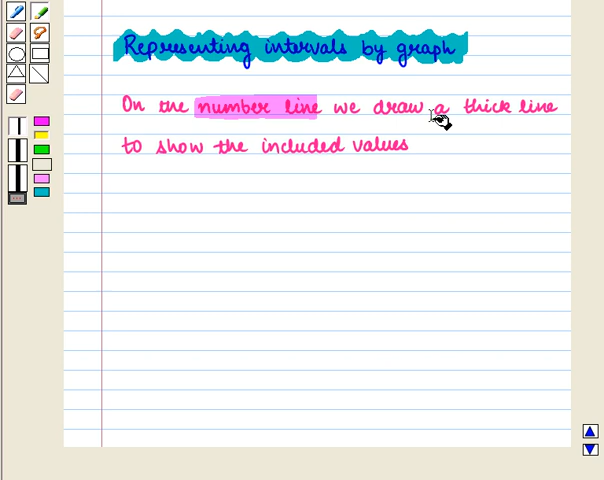 Representing intervals by graph
On the number line we draw a thick line
to show the included values